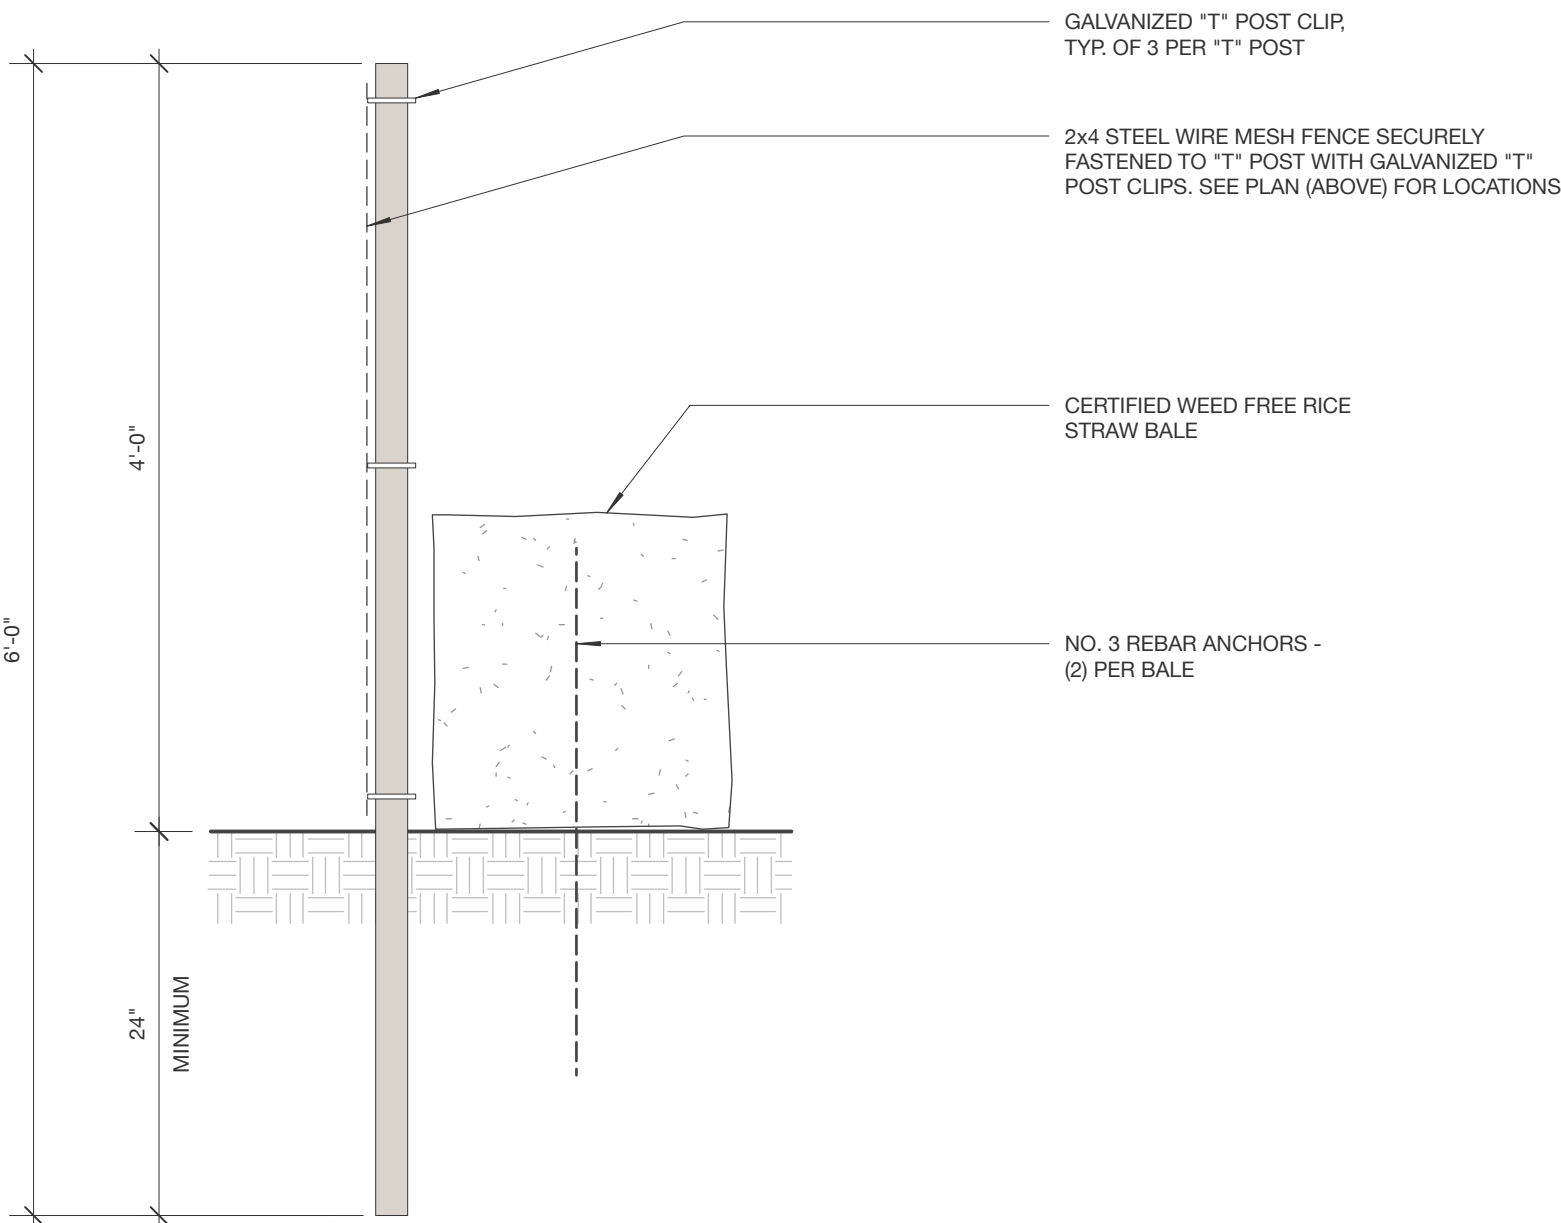 GALVANIZED "T" POST CLIP,
TYP. OF 3 PER "T" POST
2x4 STEEL WIRE MESH FENCE SECURELY
FASTENED TO "T" POST WITH GALVANIZED "T"
POST CLIPS. SEE PLAN (ABOVE) FOR LOCATIONS
CERTIFIED WEED FREE RICE
STRAW BALE
4'-0"
6'-0"
NO. 3 REBAR ANCHORS -
(2) PER BALE
24"
MINIMUM